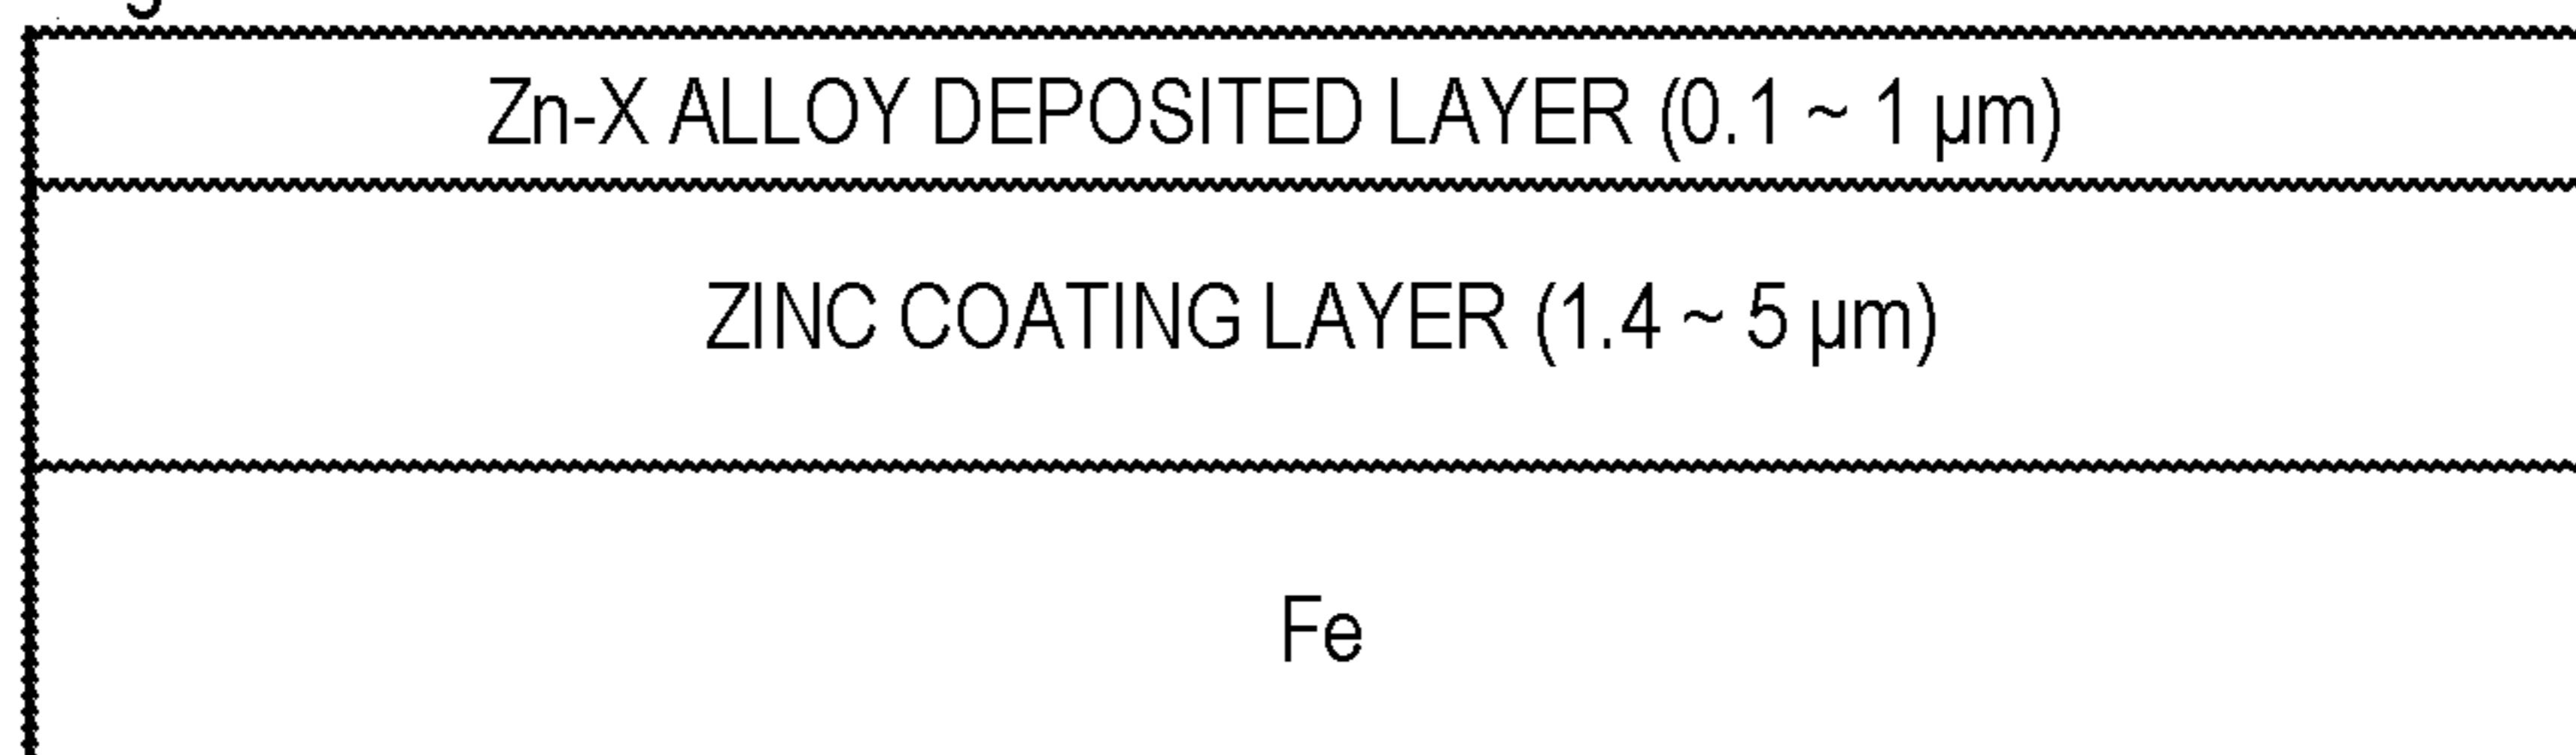 Zn-X ALLOY DEPOSITED LAYER (0.1 ~ 1 μm)
ZINC COATING LAYER (1.4 ~ 5 μm)
Fe